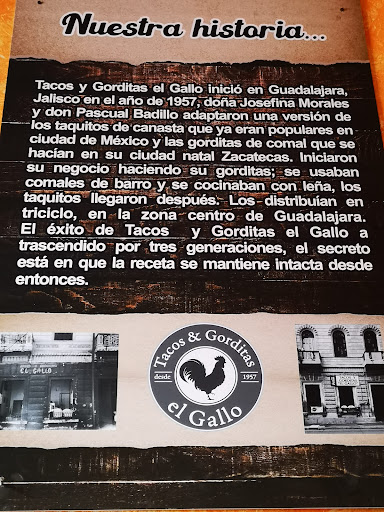 Nuestra historia...
Tacos y Gorditas el Gallo inició en Guadalajara,
Jalisco en el año de 1957, doña Josefina Morales
y don Pascual Badillo adaptaron una versión de
los taquitos de canasta que ya eran populares en
ciudad de México y las gorditas de comal que se
hacían en su ciudad natal Zacatecas. Iniciaron
su negocio haciendo su gorditas; se usaban
comales de barro y se cocinaban con leña, los
taquitos llegaron después. Los distribuían en
triciclo, en la zona centro de Guadalajara.
El éxito de Tacos y Gorditas el Gallo a
trascendido por tres generaciones, el secreto
está en que la receta se mantiene intacta desde
entonces.
EL GALLO
Tacos & Gorditas
desde 1957
el Gallo